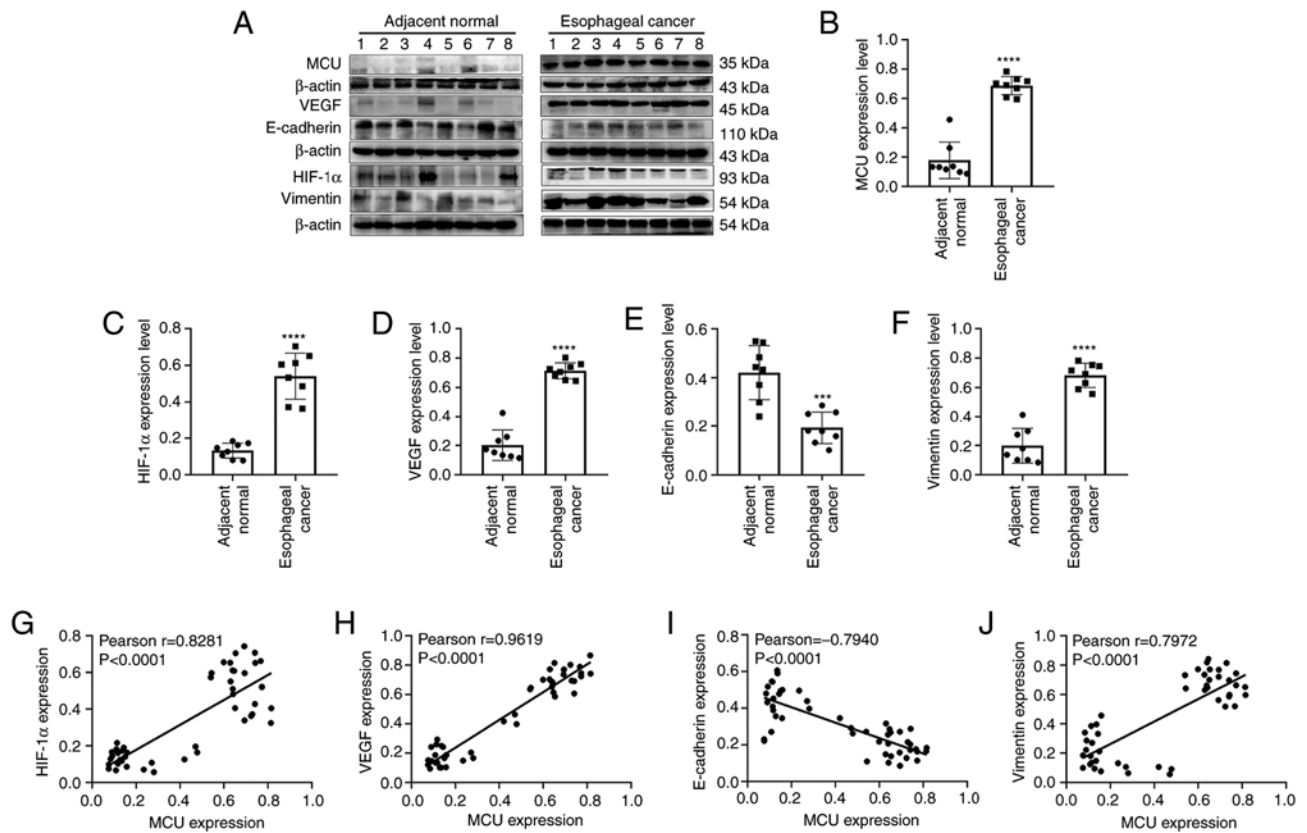 A
Adjacent normal
Esophageal cancer
1 2 3 4 5 6 7 8
1 2 3 4 5 6 7 8
MCU
35 kDa
β-actin
43 kDa
VEGF
45 kDa
E-cadherin
110 kDa
β-actin
43 kDa
HIF-1α
93 kDa
Vimentin
54 kDa
β-actin
54 kDa
B
MCU expression level
1.0
0.8
0.6
0.4
0.2
0.0
****
Adjacent
normal
Esophageal
cancer
C
HIF-1α expression level
0.8
0.6
0.4
0.2
0.0
****
Adjacent
normal
Esophageal
cancer
D
VEGF expression level
1.0
0.8
0.6
0.4
0.2
0.0
****
Adjacent
normal
Esophageal
cancer
E
E-cadherin expression level
0.6
0.4
0.2
0.0
***
Adjacent
normal
Esophageal
cancer
F
Vimentin expression level
1.0
0.8
0.6
0.4
0.2
0.0
****
Adjacent
normal
Esophageal
cancer
G
Pearson r=0.8281
P<0.0001
HIF-1α expression
0.8
0.6
0.4
0.2
0.0
0.0 0.2 0.4 0.6 0.8 1.0
MCU expression
H
Pearson r=0.9619
P<0.0001
VEGF expression
1.0
0.8
0.6
0.4
0.2
0.0
0.0 0.2 0.4 0.6 0.8 1.0
MCU expression
I
Pearson=−0.7940
P<0.0001
E-cadherin expression
0.8
0.6
0.4
0.2
0.0
0.0 0.2 0.4 0.6 0.8 1.0
MCU expression
J
Pearson r=0.7972
P<0.0001
Vimentin expression
1.0
0.8
0.6
0.4
0.2
0.0
0.0 0.2 0.4 0.6 0.8 1.0
MCU expression